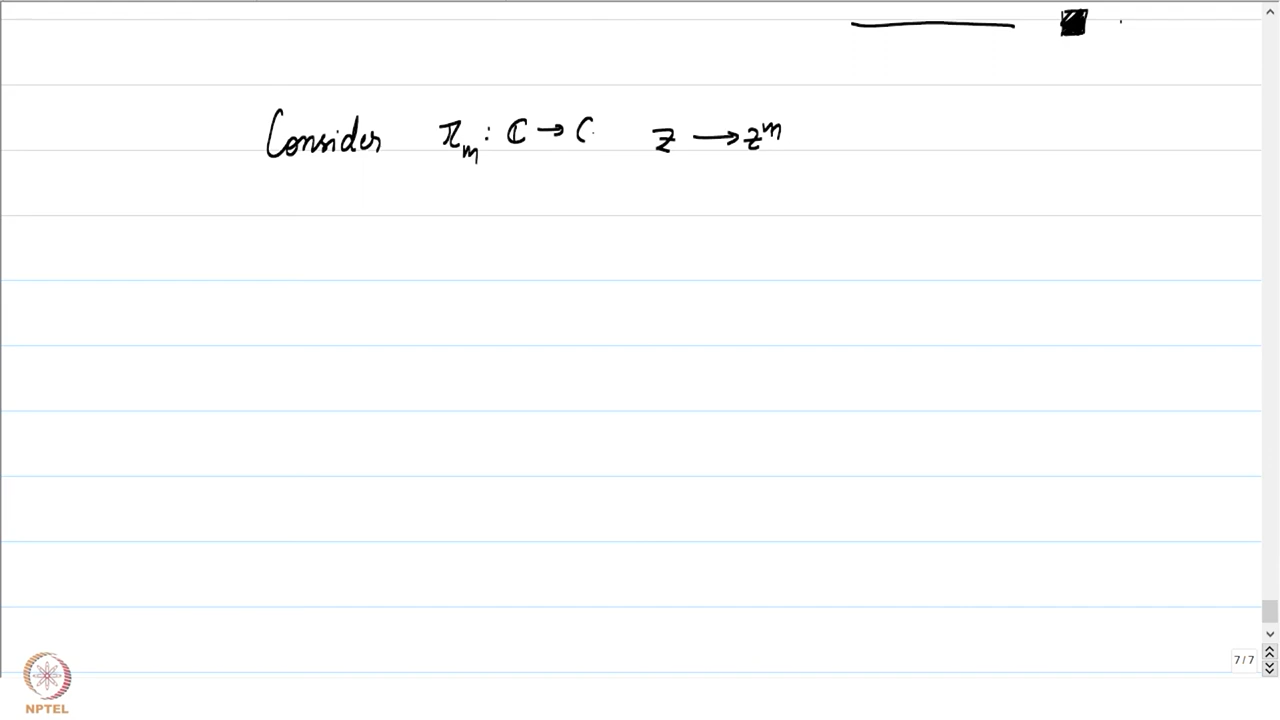 Consider π_m : ℂ → ℂ z → z^m
7/7
NPTEL